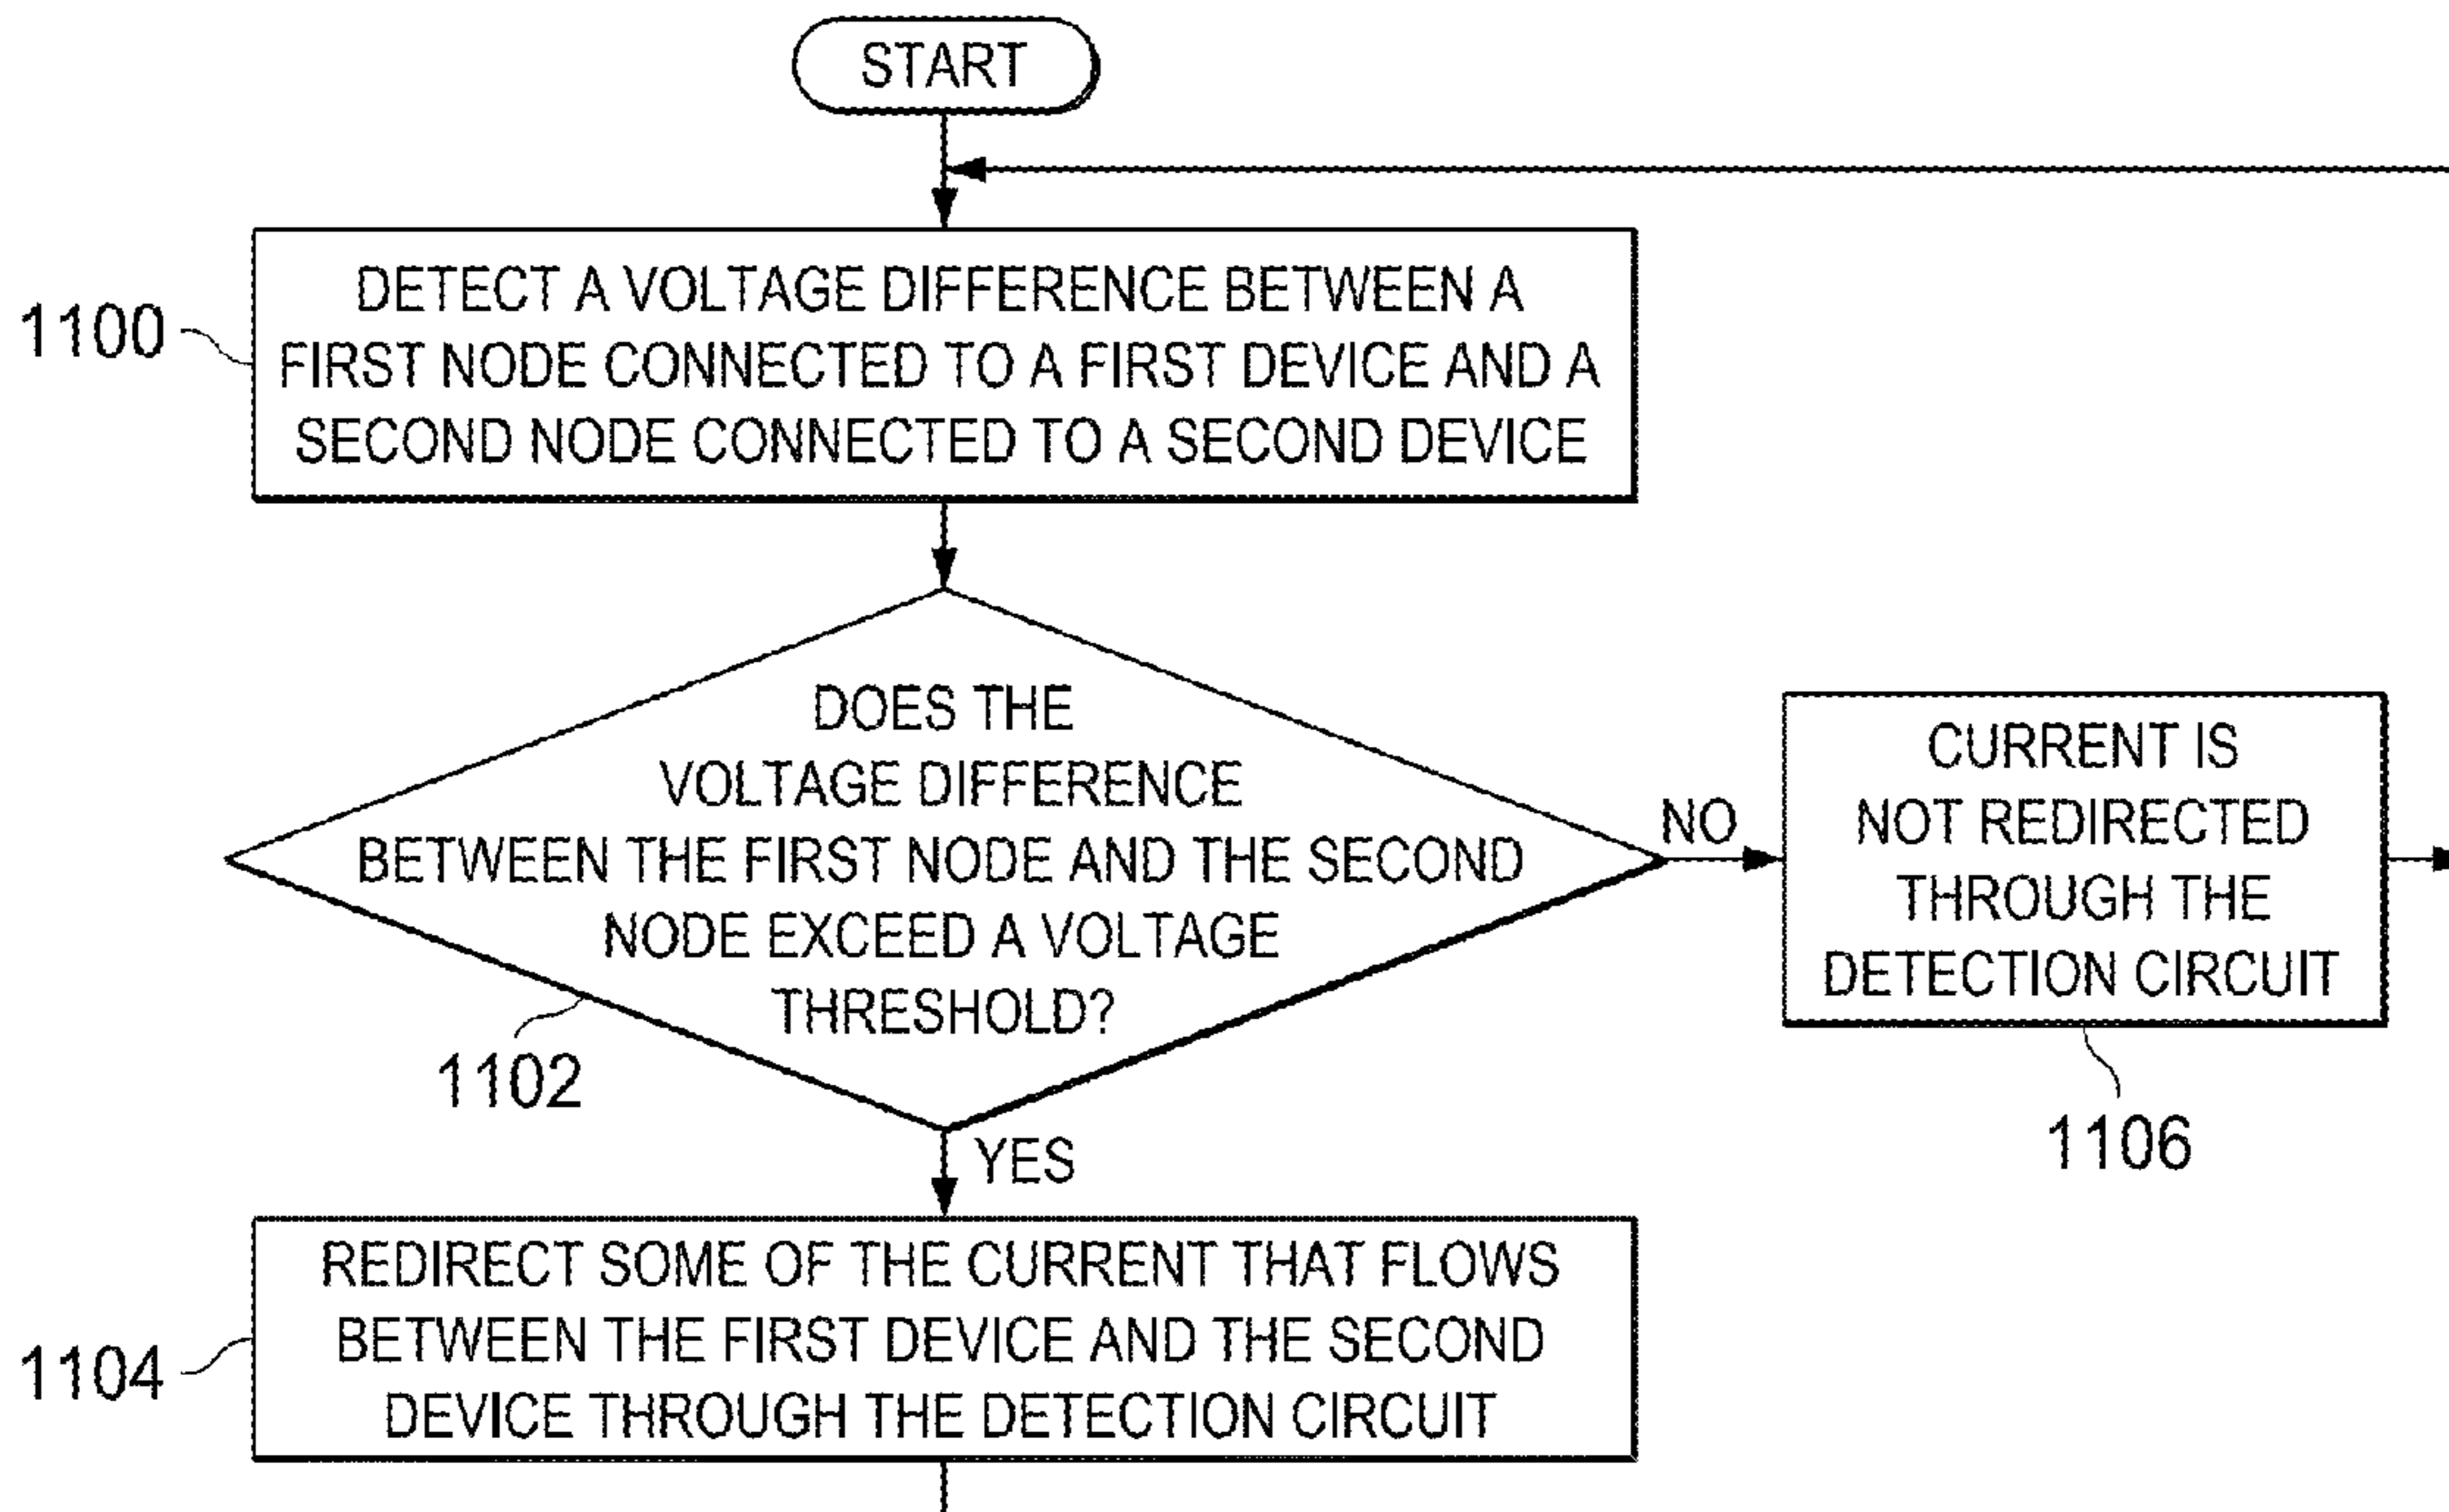 START
1100
DETECT A VOLTAGE DIFFERENCE BETWEEN A
FIRST NODE CONNECTED TO A FIRST DEVICE AND A
SECOND NODE CONNECTED TO A SECOND DEVICE
DOES THE
VOLTAGE DIFFERENCE
BETWEEN THE FIRST NODE AND THE SECOND
NODE EXCEED A VOLTAGE
THRESHOLD?
1102
NO
CURRENT IS
NOT REDIRECTED
THROUGH THE
DETECTION CIRCUIT
1106
YES
1104
REDIRECT SOME OF THE CURRENT THAT FLOWS
BETWEEN THE FIRST DEVICE AND THE SECOND
DEVICE THROUGH THE DETECTION CIRCUIT